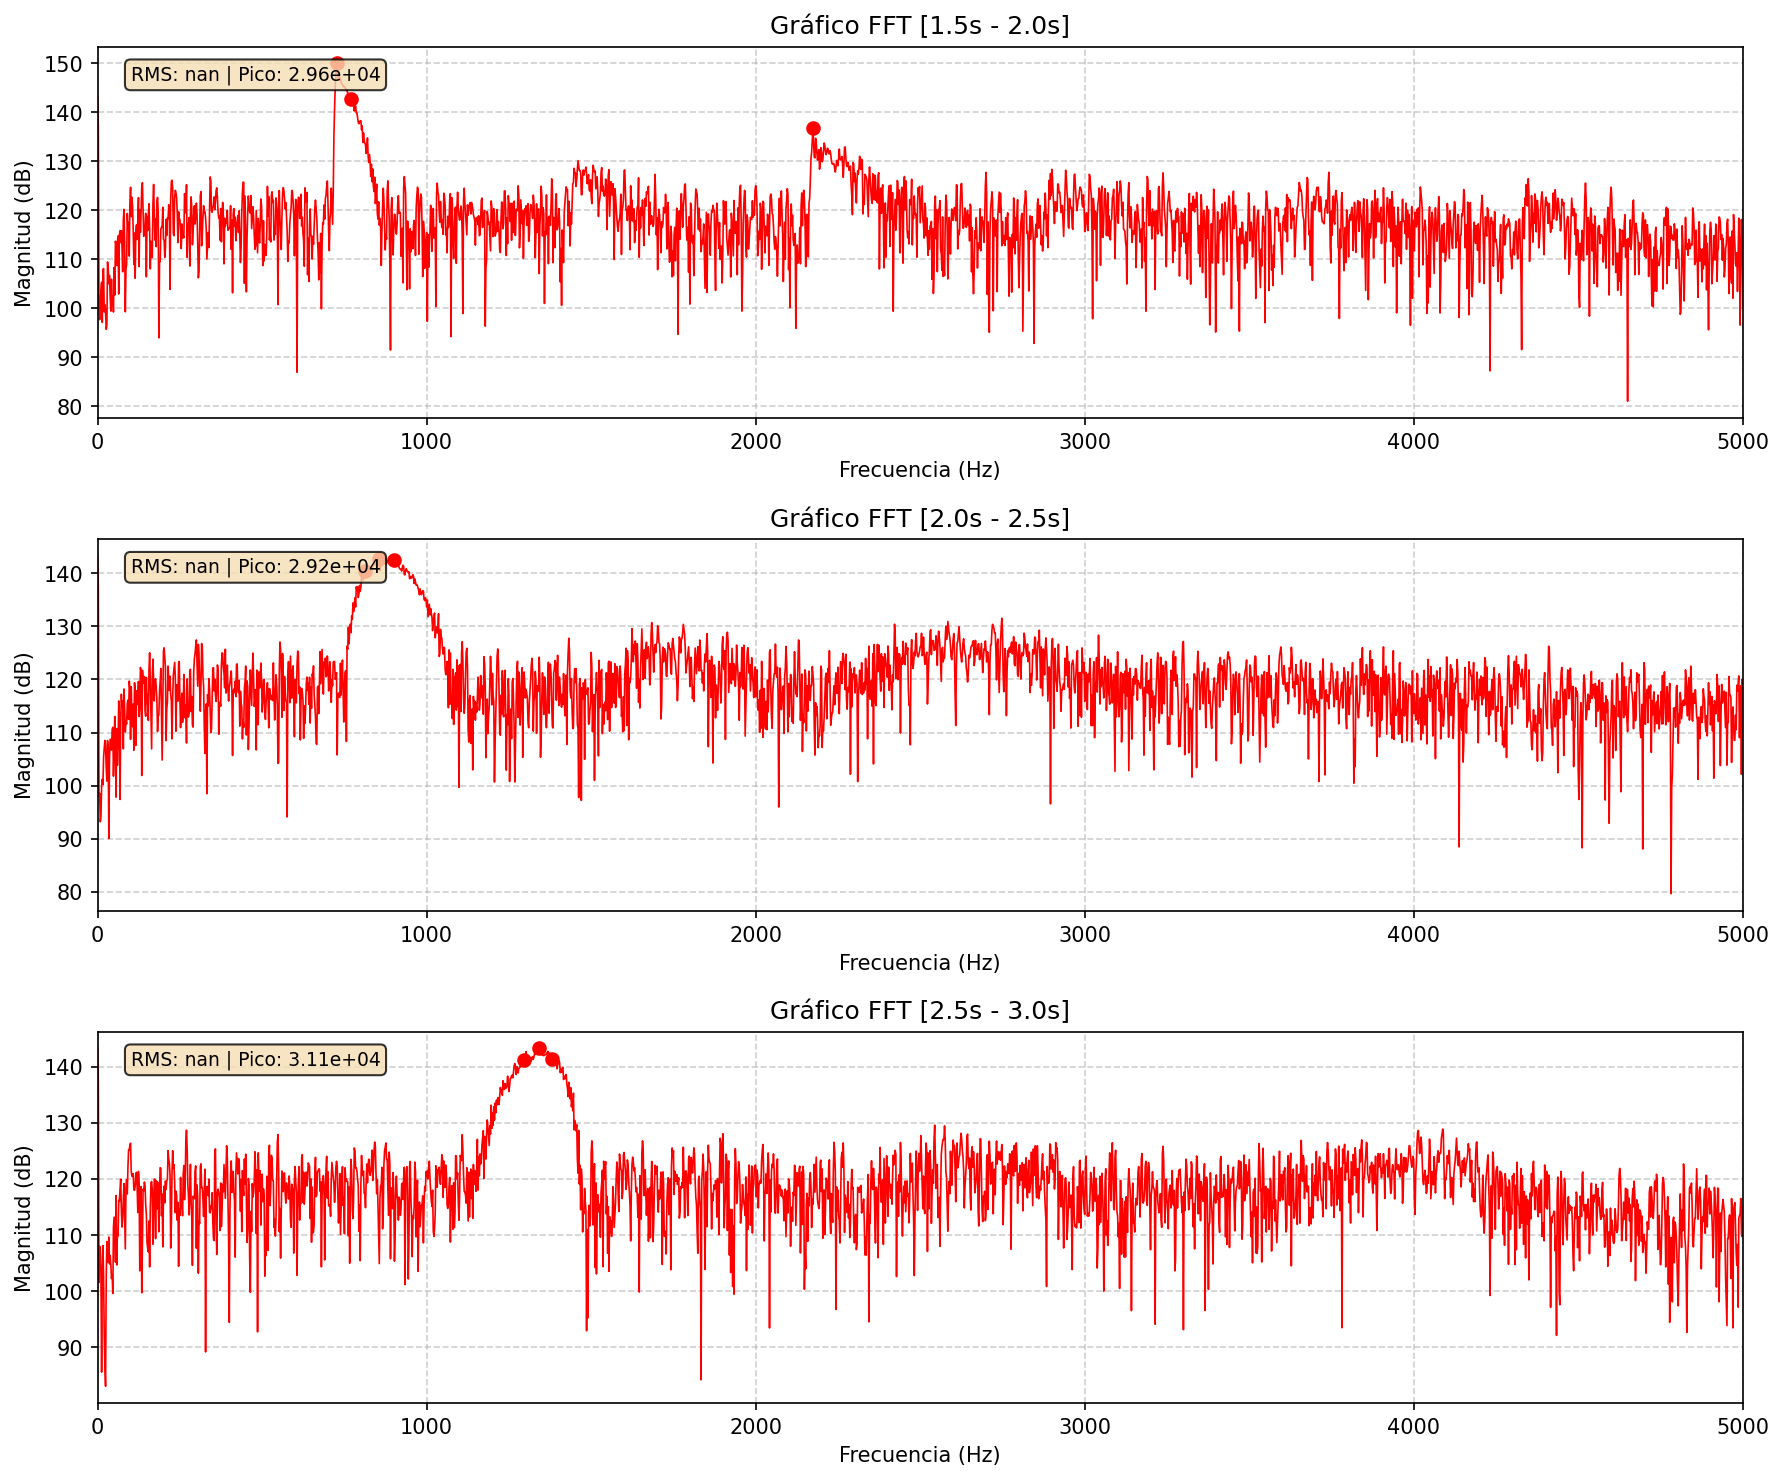 Gráfico FFT [1.5s - 2.0s]
RMS: nan | Pico: 2.96e+04
Magnitud (dB)
150
140
130
120
110
100
90
80
0 1000 2000 3000 4000 5000
Frecuencia (Hz)
Gráfico FFT [2.0s - 2.5s]
RMS: nan | Pico: 2.92e+04
Magnitud (dB)
140
130
120
110
100
90
80
0 1000 2000 3000 4000 5000
Frecuencia (Hz)
Gráfico FFT [2.5s - 3.0s]
RMS: nan | Pico: 3.11e+04
Magnitud (dB)
140
130
120
110
100
90
0 1000 2000 3000 4000 5000
Frecuencia (Hz)